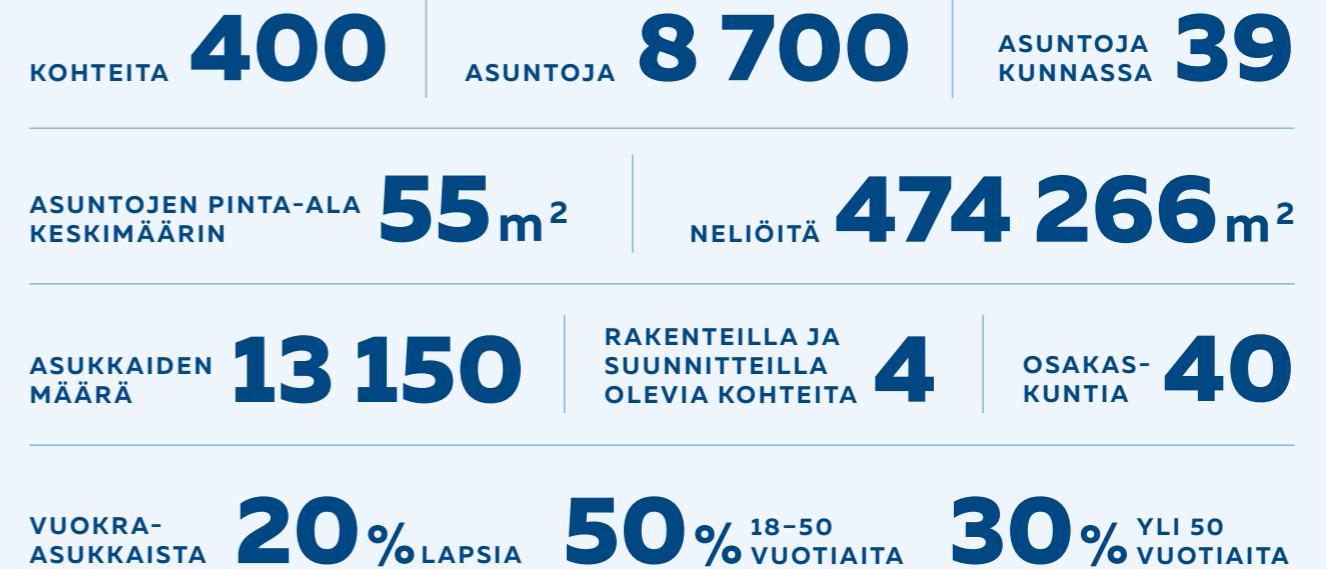 KOHTEITA 400
ASUNTOJA 8 700
ASUNTOJA
KUNNASSA 39
ASUNTOJEN PINTA-ALA
KESKIMÄÄRIN 55 m²
NELIÖITÄ 474 266 m²
ASUKKAIDEN
MÄÄRÄ 13 150
RAKENTEILLA JA
SUUNNITTEILLA
OLEVIA KOHTEITA 4
OSAKAS-
KUNTIA 40
VUOKRA-
ASUKKAISTA 20 % LAPSIA
50 % 18–50
VUOTIAITA
30 % YLI 50
VUOTIAITA